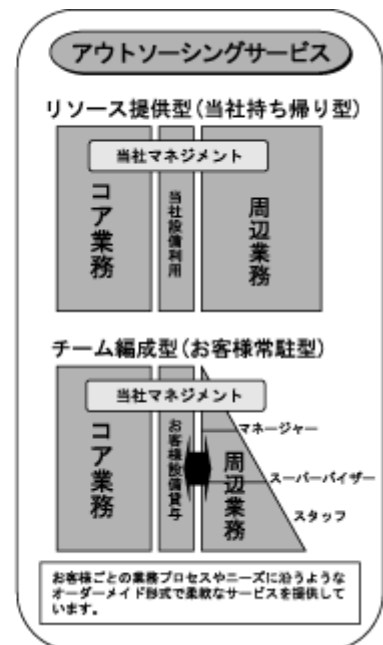 アウトソーシングサービス
リソース提供型(当社持ち帰り型)
当社マネジメント
コア業務
当社設備利用
周辺業務
チーム編成型(お客様常駐型)
当社マネジメント
コア業務
お客様設備貸与
周辺業務
マネージャー
スーパーバイザー
スタッフ
お客様ごとの業務プロセスやニーズに沿うような
オーダーメイド形式で柔軟なサービスを提供して
います。